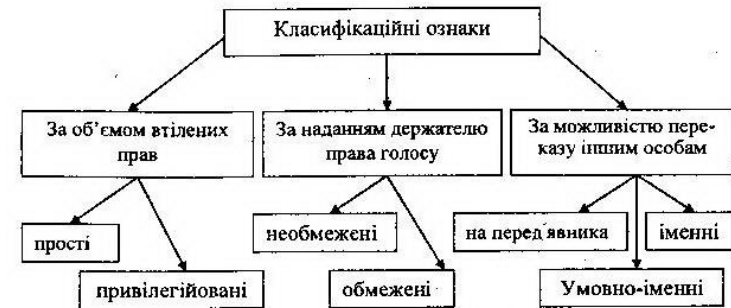 Класифікаційні ознаки
За об’ємом втілених
прав
За наданням держателю
права голосу
За можливістю пере-
казу іншим особам
прості
привілегійовані
необмежені
обмежені
на перед'явника
іменні
Умовно-іменні